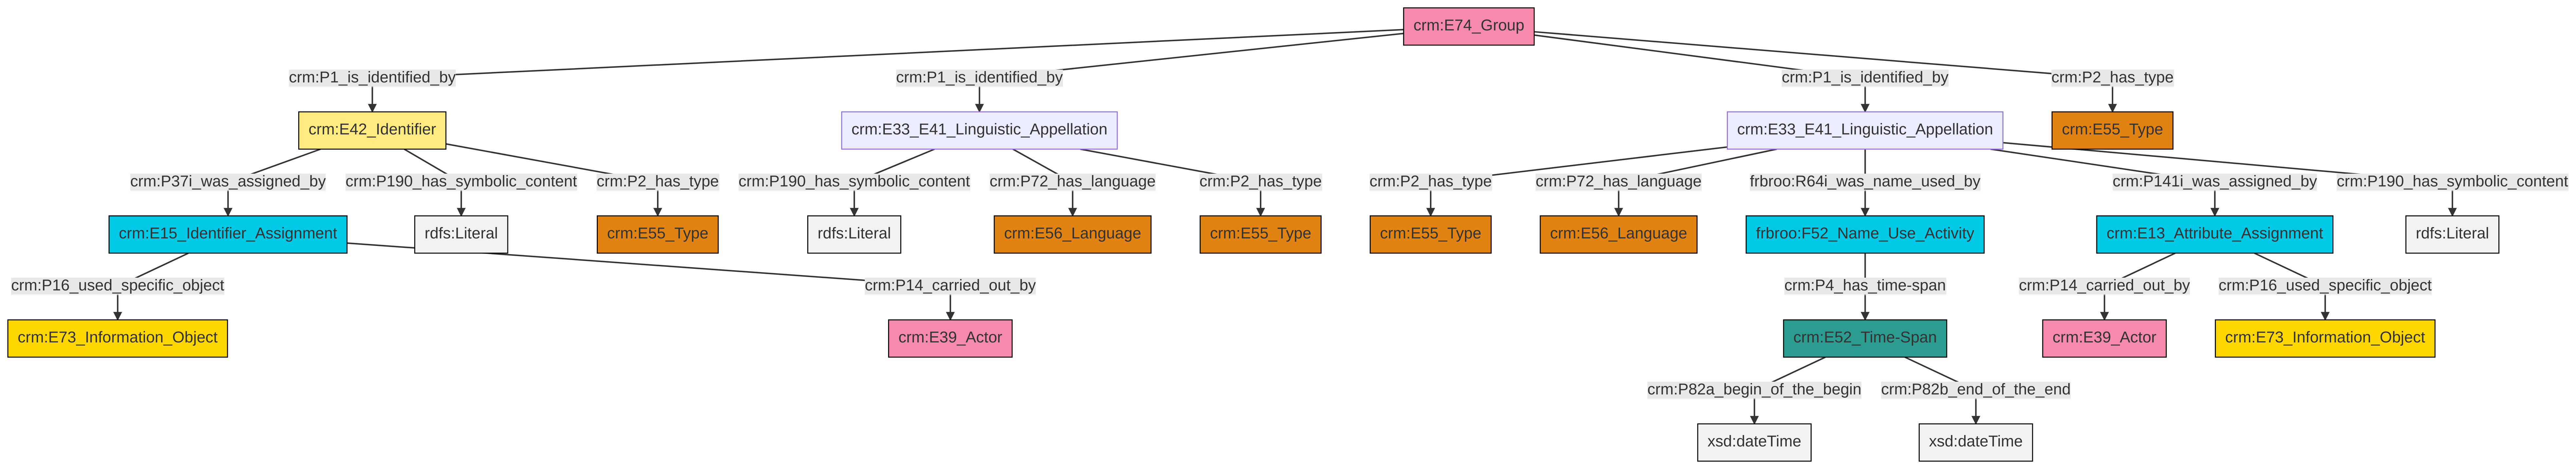 crm:E74_Group
crm:P1_is_identified_by
crm:P1_is_identified_by
crm:P1_is_identified_by
crm:P2_has_type
crm:E42_Identifier
crm:E33_E41_Linguistic_Appellation
crm:E33_E41_Linguistic_Appellation
crm:E55_Type
crm:P37i_was_assigned_by
crm:P190_has_symbolic_content
crm:P2_has_type
crm:P190_has_symbolic_content
crm:P72_has_language
crm:P2_has_type
crm:P2_has_type
crm:P72_has_language
frbroo:R64i_was_name_used_by
crm:P141i_was_assigned_by
crm:P190_has_symbolic_content
crm:E15_Identifier_Assignment
rdfs:Literal
crm:E55_Type
rdfs:Literal
crm:E56_Language
crm:E55_Type
crm:E55_Type
crm:E56_Language
frbroo:F52_Name_Use_Activity
crm:E13_Attribute_Assignment
rdfs:Literal
crm:P16_used_specific_object
crm:P14_carried_out_by
crm:P4_has_time-span
crm:P14_carried_out_by
crm:P16_used_specific_object
crm:E73_Information_Object
crm:E39_Actor
crm:E52_Time-Span
crm:E39_Actor
crm:E73_Information_Object
crm:P82a_begin_of_the_begin
crm:P82b_end_of_the_end
xsd:dateTime
xsd:dateTime